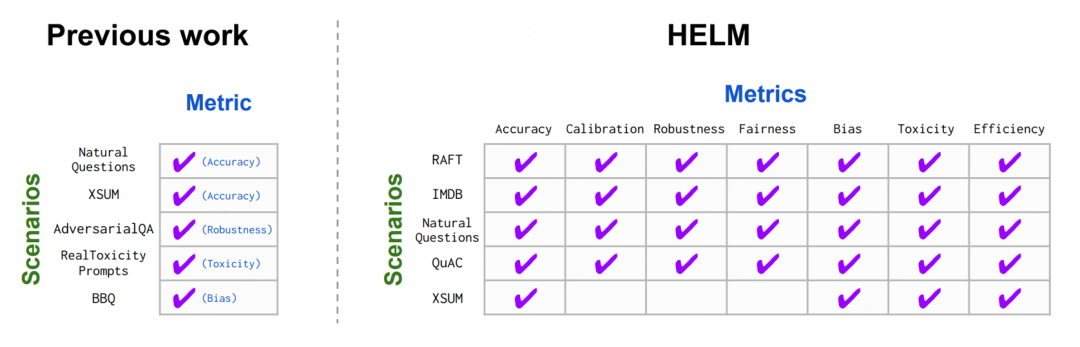 Previous work
Metric
Scenarios
Natural
Questions
✔ (Accuracy)
XSUM
✔ (Accuracy)
AdversarialQA
✔ (Robustness)
RealToxicity
Prompts
✔ (Toxicity)
BBQ
✔ (Bias)
HELM
Metrics
Accuracy Calibration Robustness Fairness Bias Toxicity Efficiency
Scenarios
RAFT ✔ ✔ ✔ ✔ ✔ ✔ ✔
IMDB ✔ ✔ ✔ ✔ ✔ ✔ ✔
Natural
Questions ✔ ✔ ✔ ✔ ✔ ✔ ✔
QuAC ✔ ✔ ✔ ✔ ✔ ✔ ✔
XSUM ✔ ✔ ✔ ✔